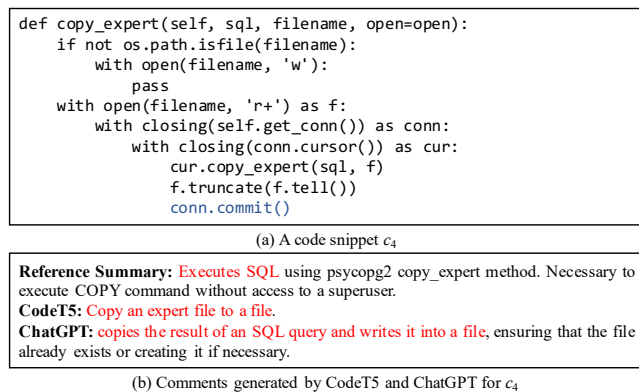 def copy_expert(self, sql, filename, open=open):
    if not os.path.isfile(filename):
        with open(filename, 'w'):
            pass
    with open(filename, 'r+') as f:
        with closing(self.get_conn()) as conn:
            with closing(conn.cursor()) as cur:
                cur.copy_expert(sql, f)
                f.truncate(f.tell())
                conn.commit()
(a) A code snippet c4
Reference Summary: Executes SQL using psycopg2 copy_expert method. Necessary to
execute COPY command without access to a superuser.
CodeT5: Copy an expert file to a file.
ChatGPT: copies the result of an SQL query and writes it into a file, ensuring that the file
already exists or creating it if necessary.
(b) Comments generated by CodeT5 and ChatGPT for c4